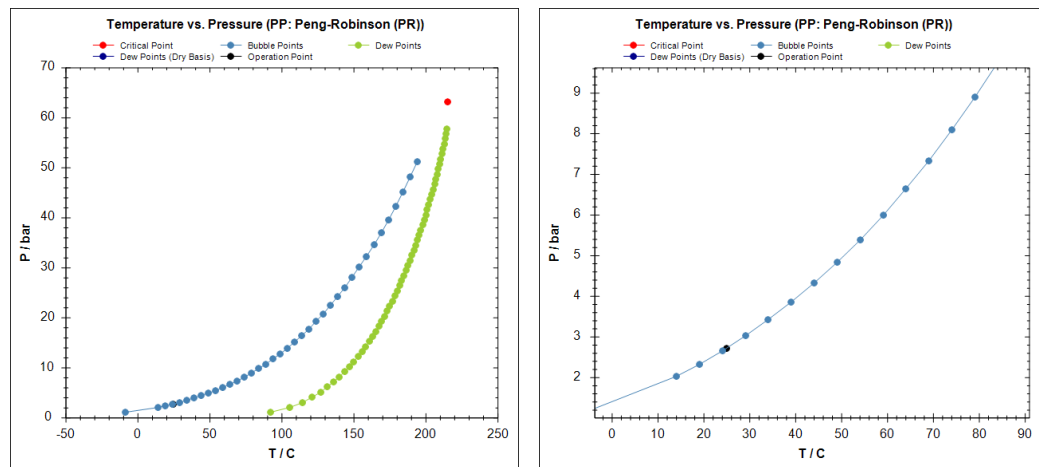 Temperature vs. Pressure (PP: Peng-Robinson (PR))
Critical Point Bubble Points Dew Points
Dew Points (Dry Basis) Operation Point
70
60
50
40
30
20
10
0
P / bar
-50 0 50 100 150 200 250
T / C
Temperature vs. Pressure (PP: Peng-Robinson (PR))
Critical Point Bubble Points Dew Points
Dew Points (Dry Basis) Operation Point
9
8
7
6
5
4
3
2
P / bar
0 10 20 30 40 50 60 70 80 90
T / C